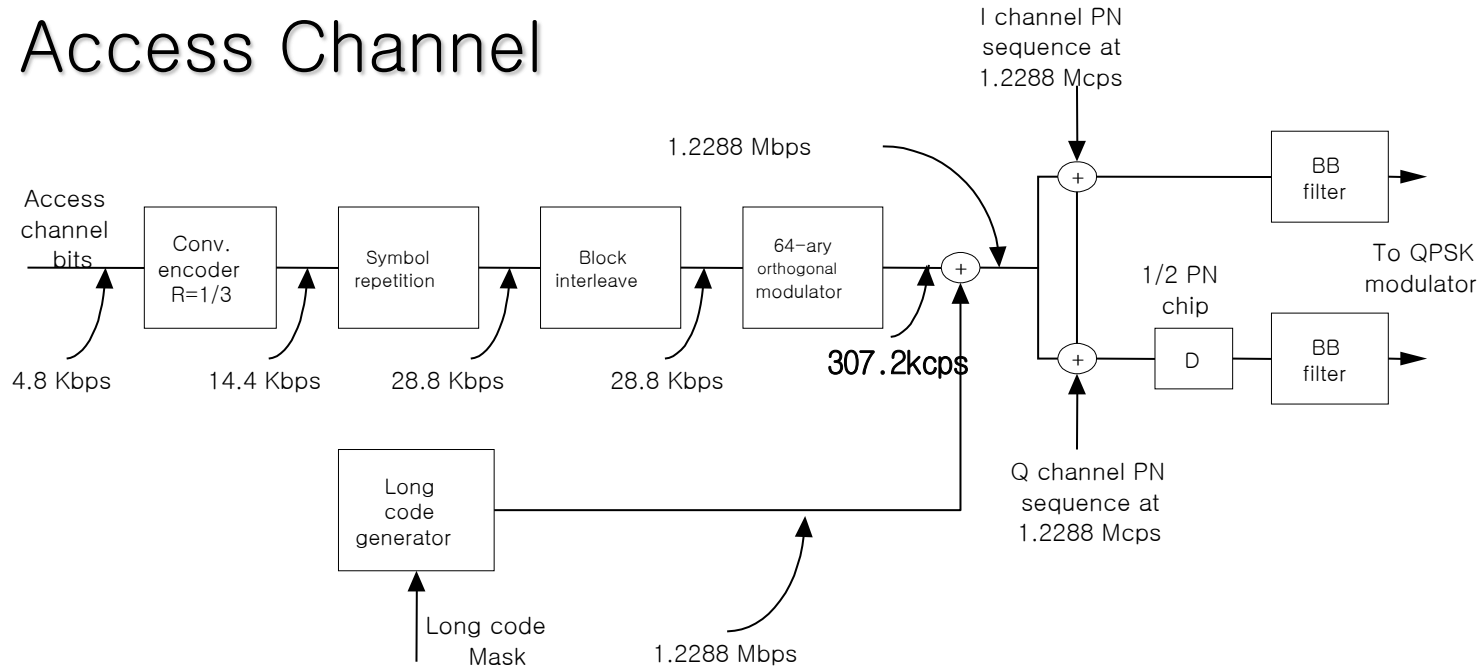 Access Channel
I channel PN
sequence at
1.2288 Mcps
1.2288 Mbps
Access
channel
bits
Conv.
encoder
R=1/3
Symbol
repetition
Block
interleave
64-ary
orthogonal
modulator
+
+
BB
filter
To QPSK
modulator
1/2 PN
chip
+
D
BB
filter
4.8 Kbps
14.4 Kbps
28.8 Kbps
28.8 Kbps
307.2kcps
Long
code
generator
Q channel PN
sequence at
1.2288 Mcps
Long code
Mask
1.2288 Mbps